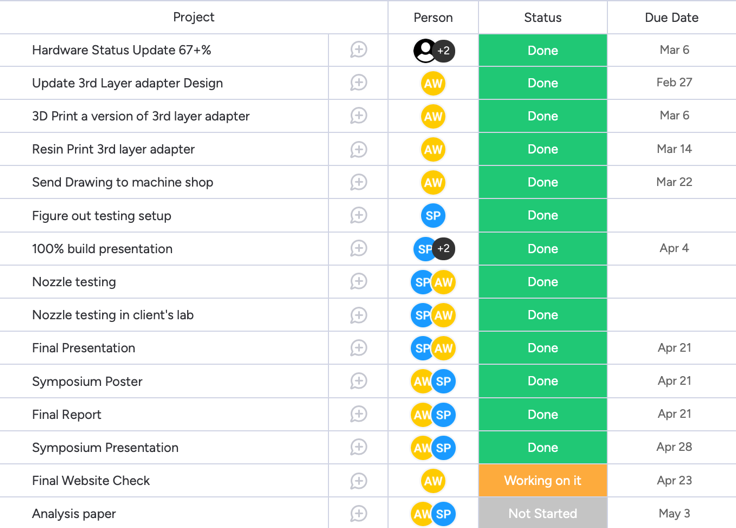 Project Person Status Due Date
Hardware Status Update 67+% +2 Done Mar 6
Update 3rd Layer adapter Design AW Done Feb 27
3D Print a version of 3rd layer adapter AW Done Mar 6
Resin Print 3rd layer adapter AW Done Mar 14
Send Drawing to machine shop AW Done Mar 22
Figure out testing setup SP Done
100% build presentation SP +2 Done Apr 4
Nozzle testing SP AW Done
Nozzle testing in client's lab SP AW Done
Final Presentation SP AW Done Apr 21
Symposium Poster AW SP Done Apr 21
Final Report AW SP Done Apr 21
Symposium Presentation AW SP Done Apr 28
Final Website Check AW Working on it Apr 23
Analysis paper AW SP Not Started May 3